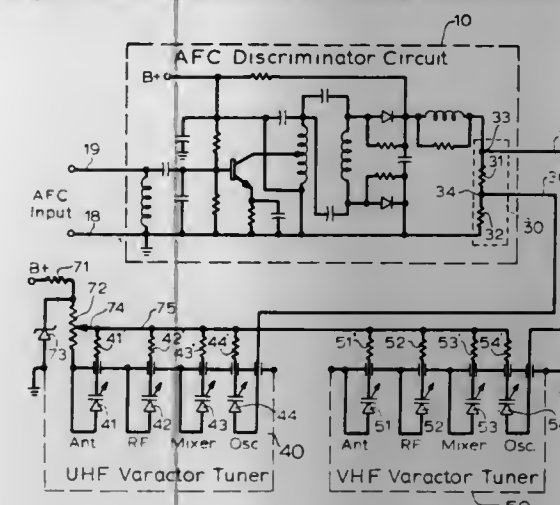 10
AFC Discriminator Circuit
B+
33
19
31
34
AFC
Input
30
18
32
B+ 71
72
74
75
73
41' 42' 43' 44'
51' 52' 53' 54'
41 42 43 44
51 52 53
Ant RF Mixer Osc.
Ant RF Mixer Osc.
40
UHF Varactor Tuner
VHF Varactor Tuner